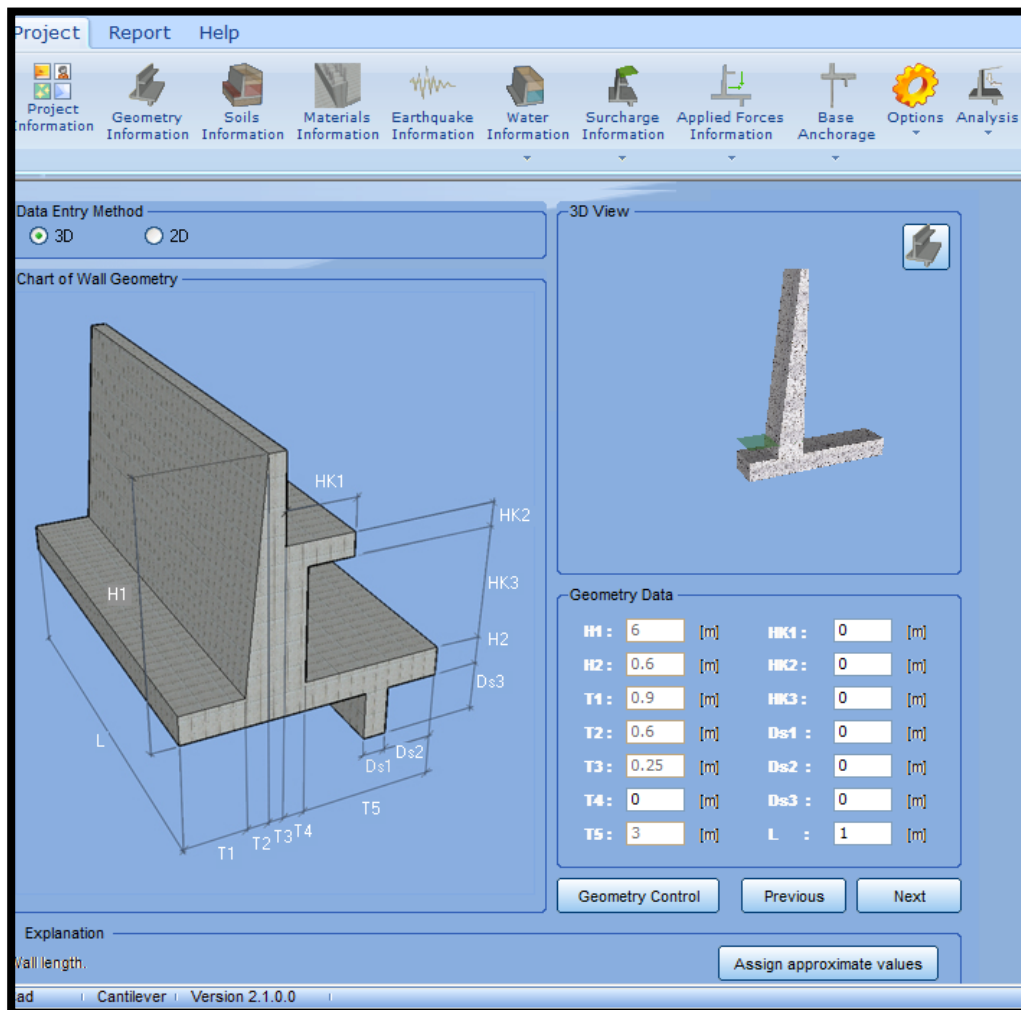 Project Report Help
Project Information
Geometry Information
Soils Information
Materials Information
Earthquake Information
Water Information
Surcharge Information
Applied Forces Information
Base Anchorage
Options
Analysis
Data Entry Method
3D 2D
Chart of Wall Geometry
HK1
HK2
H1
HK3
H2
Ds3
L
Ds2
Ds1
T5
T4
T3
T2
T1
3D View
Geometry Data
H1 : 6 [m] HK1 : 0 [m]
H2 : 0.6 [m] HK2 : 0 [m]
T1 : 0.9 [m] HK3 : 0 [m]
T2 : 0.6 [m] Ds1 : 0 [m]
T3 : 0.25 [m] Ds2 : 0 [m]
T4 : 0 [m] Ds3 : 0 [m]
T5 : 3 [m] L : 1 [m]
Geometry Control Previous Next
Explanation
Wall length.
Assign approximate values
ad Cantilever Version 2.1.0.0